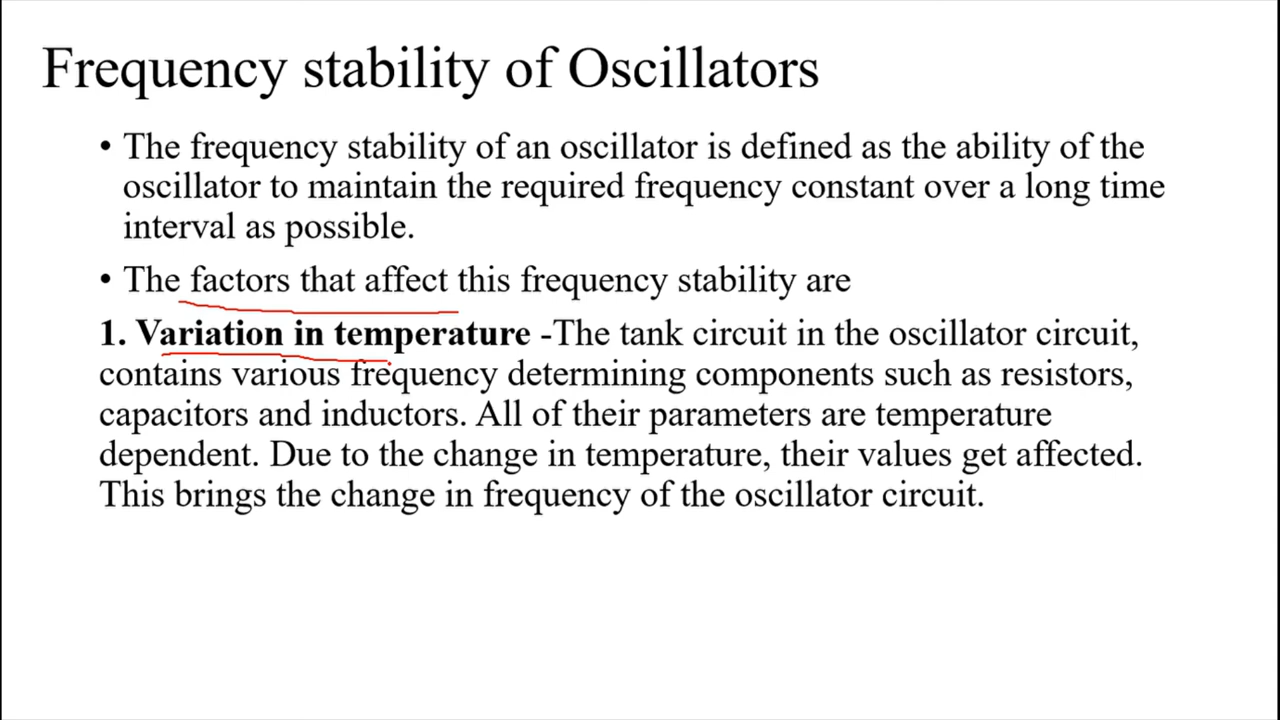 Frequency stability of Oscillators
• The frequency stability of an oscillator is defined as the ability of the
oscillator to maintain the required frequency constant over a long time
interval as possible.
• The factors that affect this frequency stability are
1. Variation in temperature -The tank circuit in the oscillator circuit,
contains various frequency determining components such as resistors,
capacitors and inductors. All of their parameters are temperature
dependent. Due to the change in temperature, their values get affected.
This brings the change in frequency of the oscillator circuit.